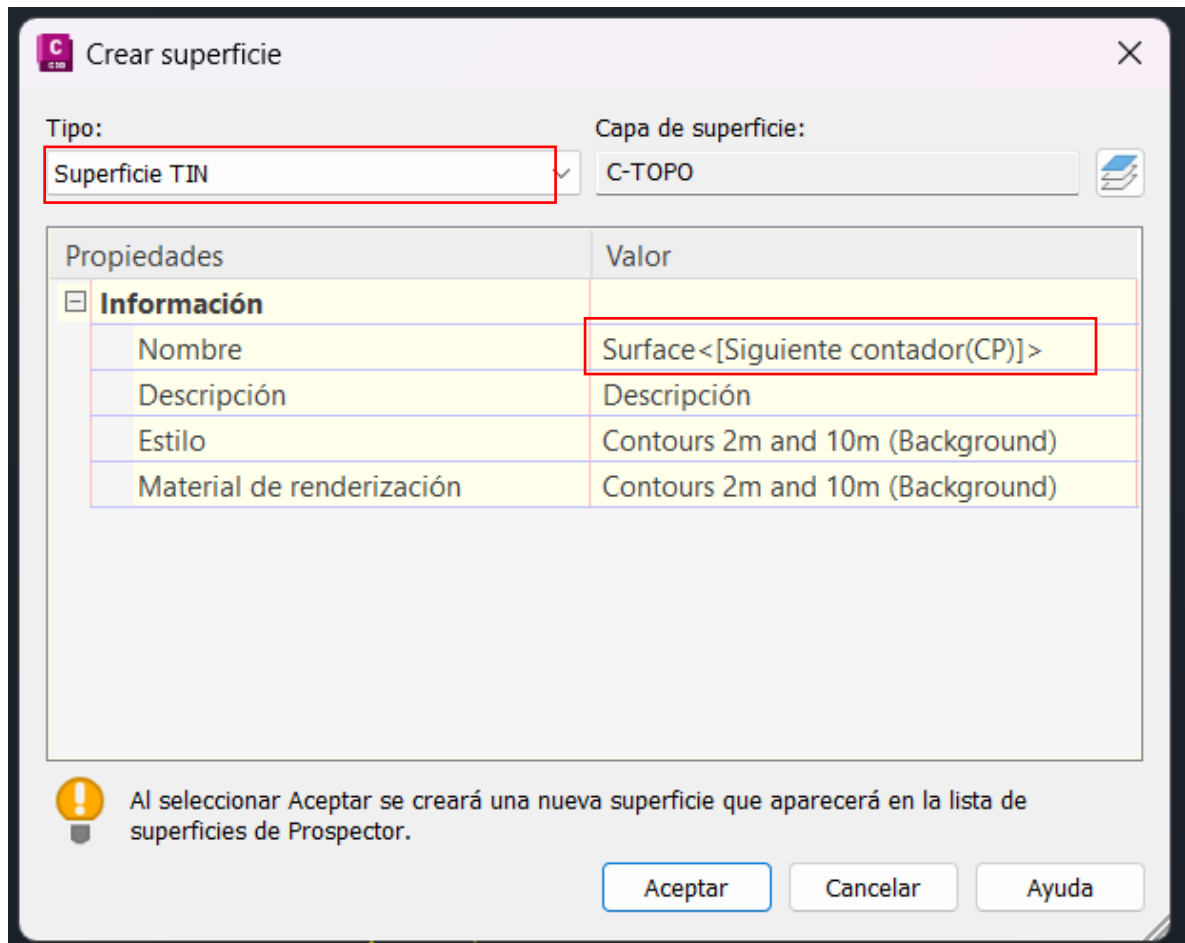 Crear superficie
Tipo:
Capa de superficie:
Superficie TIN
C-TOPO
Propiedades
Valor
Información
Nombre
Surface<[Siguiente contador(CP)]>
Descripción
Descripción
Estilo
Contours 2m and 10m (Background)
Material de renderización
Contours 2m and 10m (Background)
Al seleccionar Aceptar se creará una nueva superficie que aparecerá en la lista de
superficies de Prospector.
Aceptar
Cancelar
Ayuda